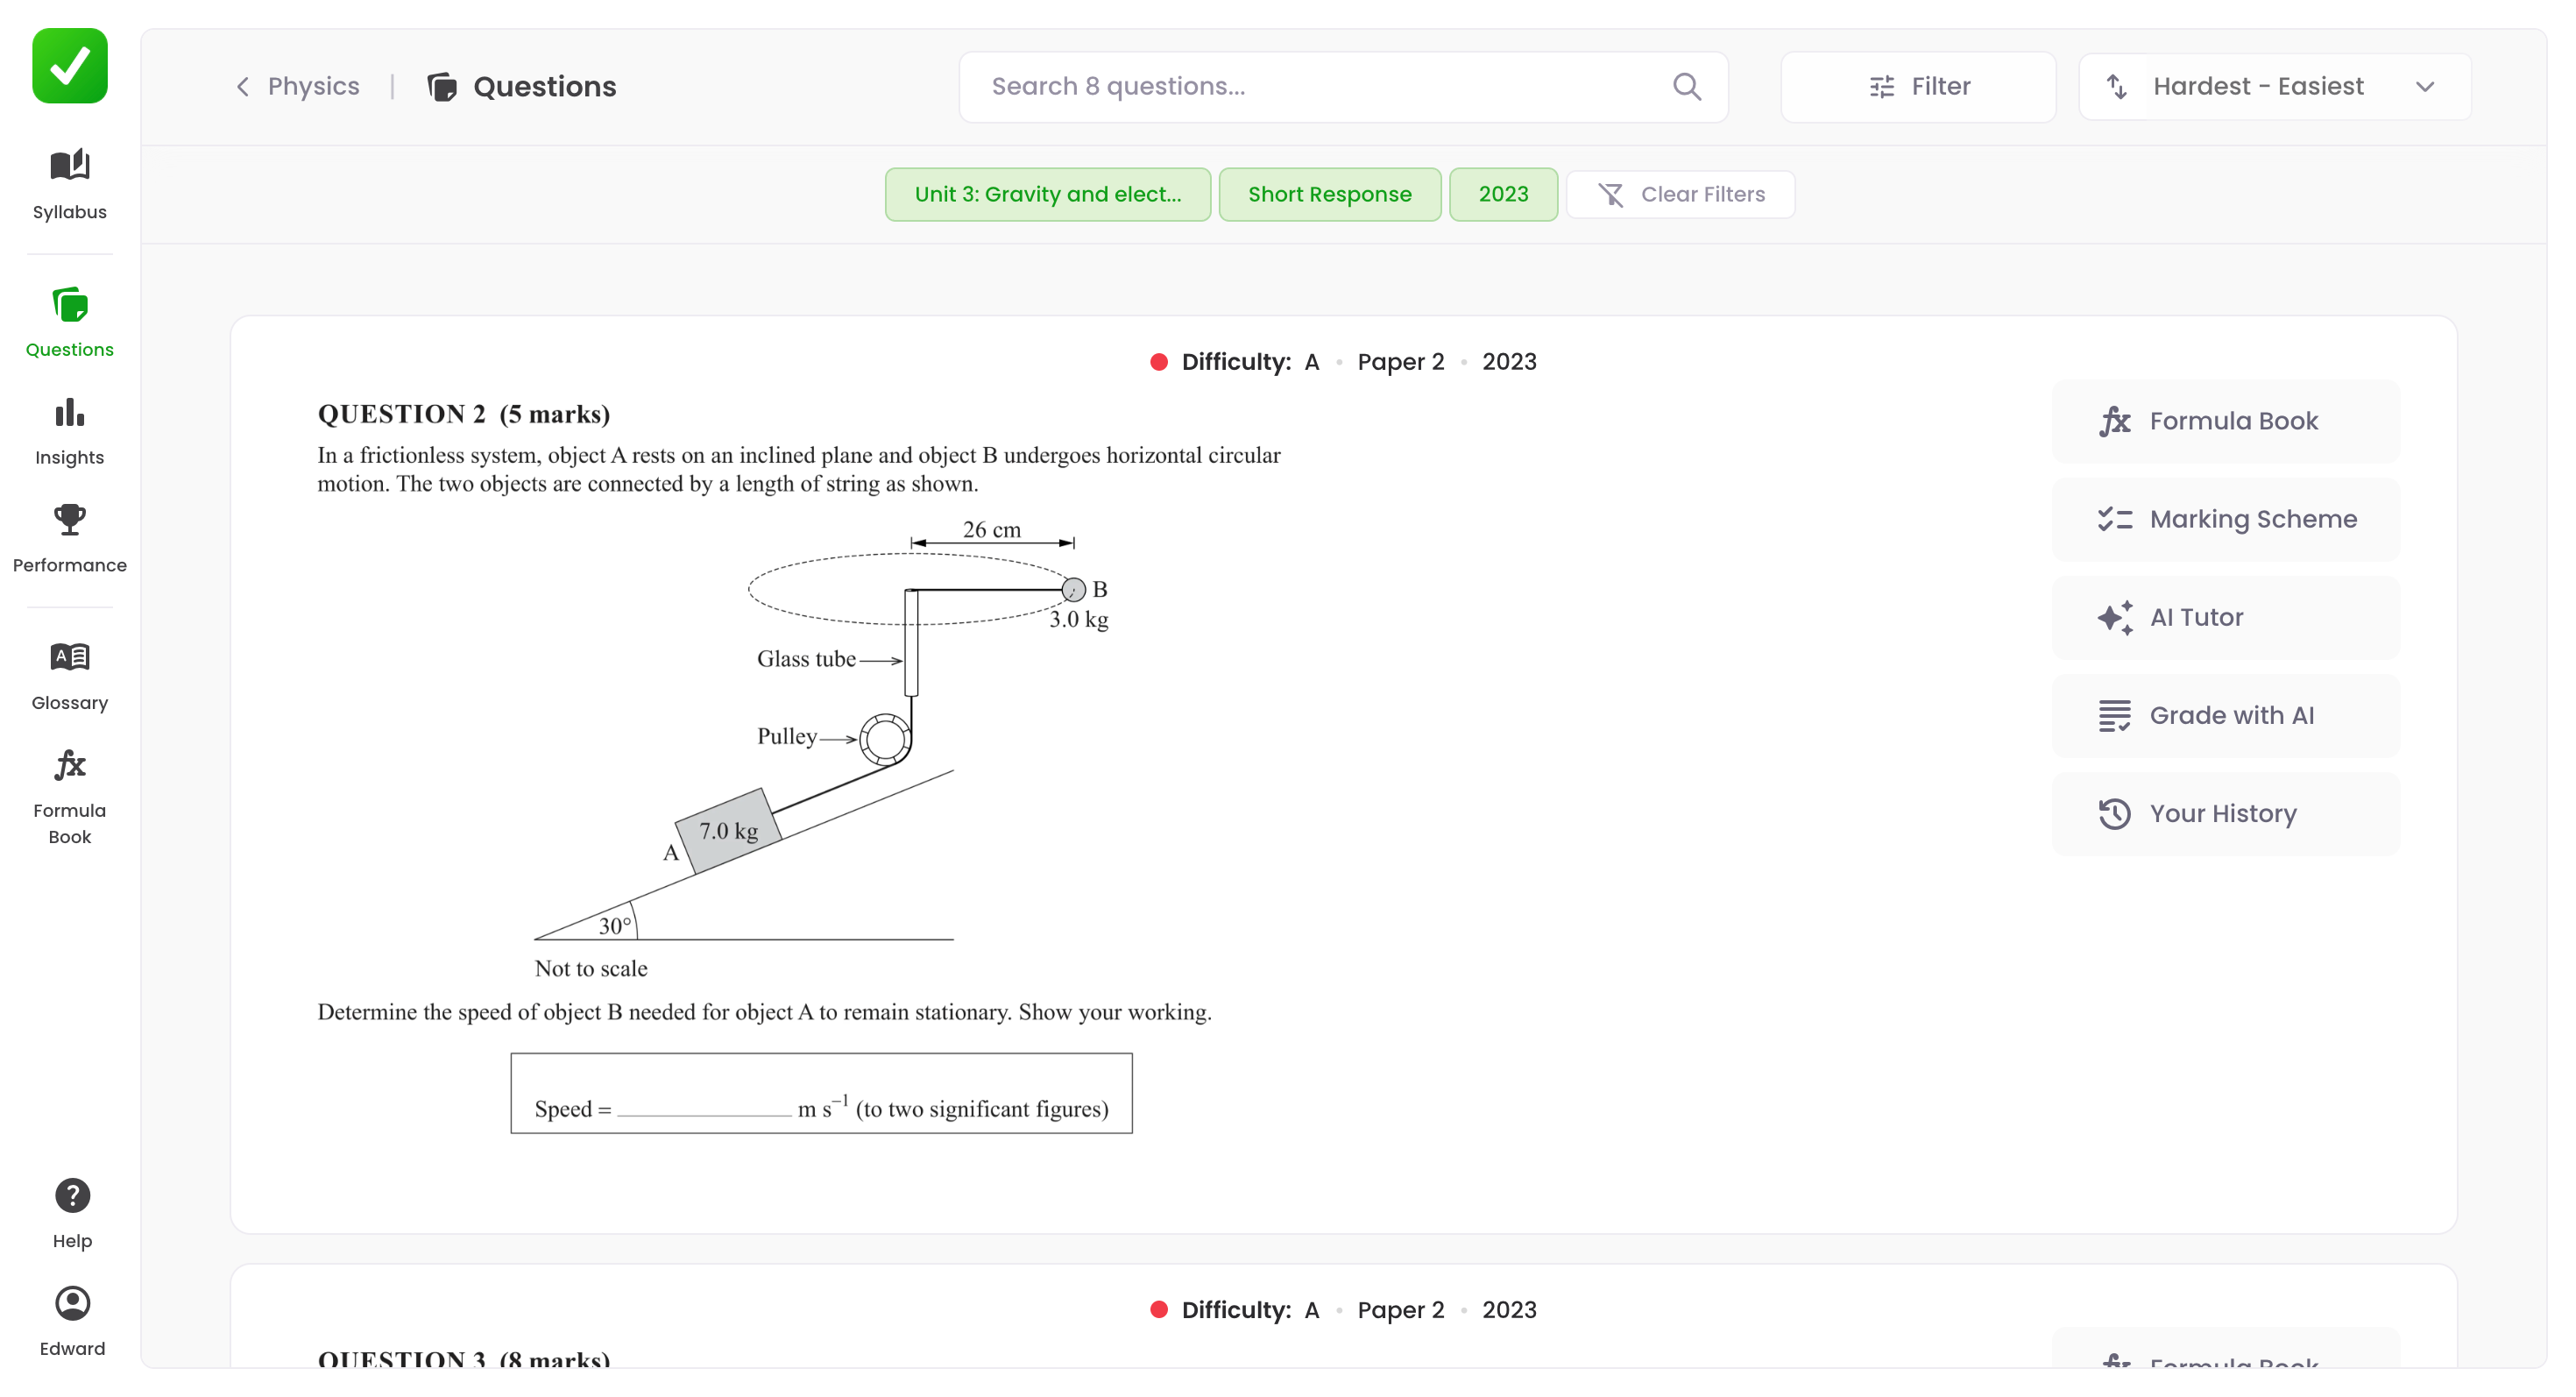 Physics | Questions
Search 8 questions...
Filter
Hardest - Easiest
Syllabus
Questions
Insights
Performance
Glossary
Formula
Book
Help
Edward
Unit 3: Gravity and elect...
Short Response
2023
Clear Filters
Difficulty: A • Paper 2 • 2023
QUESTION 2 (5 marks)
In a frictionless system, object A rests on an inclined plane and object B undergoes horizontal circular
motion. The two objects are connected by a length of string as shown.
26 cm
B
3.0 kg
Glass tube
Pulley
7.0 kg
A
30°
Not to scale
Determine the speed of object B needed for object A to remain stationary. Show your working.
Speed = ____________ m s⁻¹ (to two significant figures)
Formula Book
Marking Scheme
AI Tutor
Grade with AI
Your History
Difficulty: A • Paper 2 • 2023
QUESTION 3 (8 marks)
Formula Book